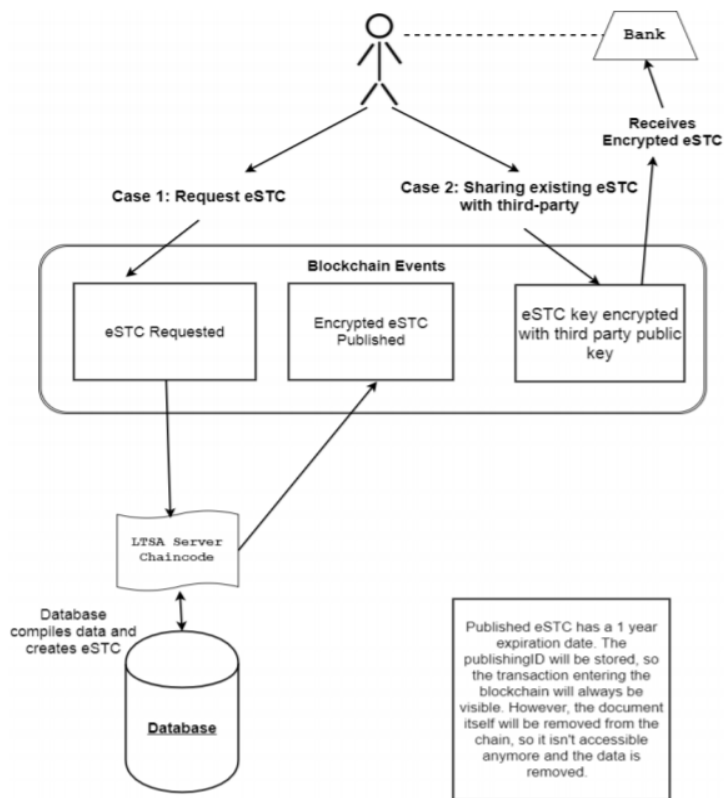 Bank
Receives
Encrypted eSTC
Case 1: Request eSTC
Case 2: Sharing existing eSTC
with third-party
Blockchain Events
eSTC Requested
Encrypted eSTC
Published
eSTC key encrypted
with third party public
key
LTSA Server
Chaincode
Database
compiles data and
creates eSTC
Database
Published eSTC has a 1 year
expiration date. The
publishingID will be stored, so
the transaction entering the
blockchain will always be
visible. However, the document
itself will be removed from the
chain, so it isn't accessible
anymore and the data is
removed.